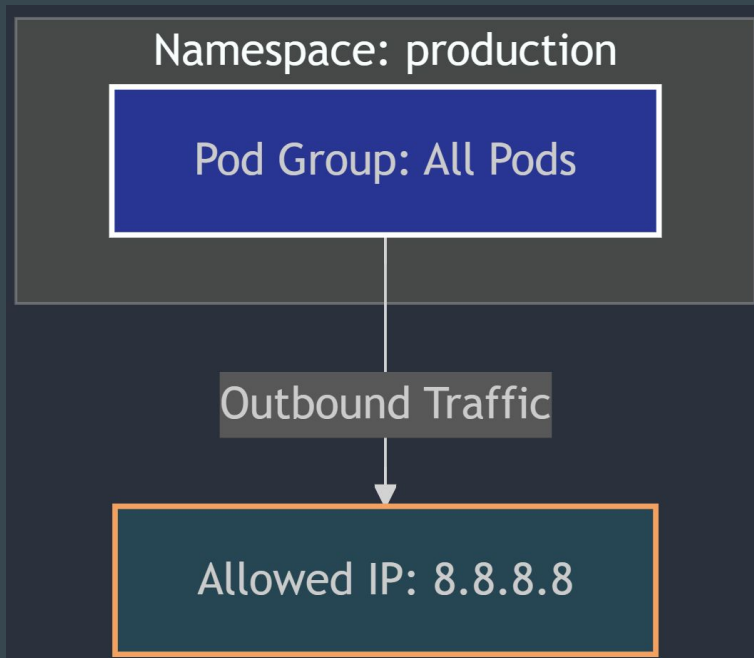 Namespace: production
Pod Group: All Pods
Outbound Traffic
Allowed IP: 8.8.8.8